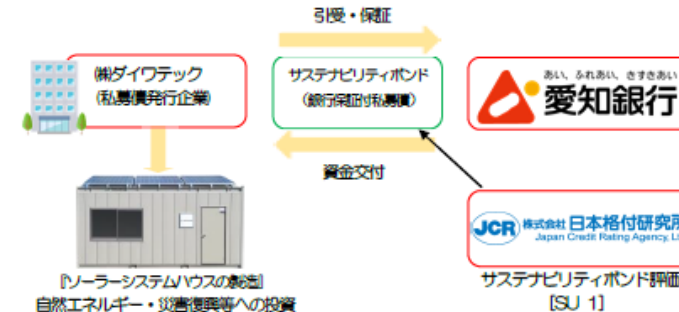 引受・保証
㈱ダイワテック
(私募債発行企業)
サステナビリティボンド
(銀行保証付私募債)
あい、ふれあい、ささえあい
愛知銀行
資金交付
JCR 株式会社 日本格付研究所
Japan Credit Rating Agency, L
『ソーラーシステムハウスの製造』
自然エネルギー・災害復興等への投資
サステナビリティボンド評価
[SU 1]